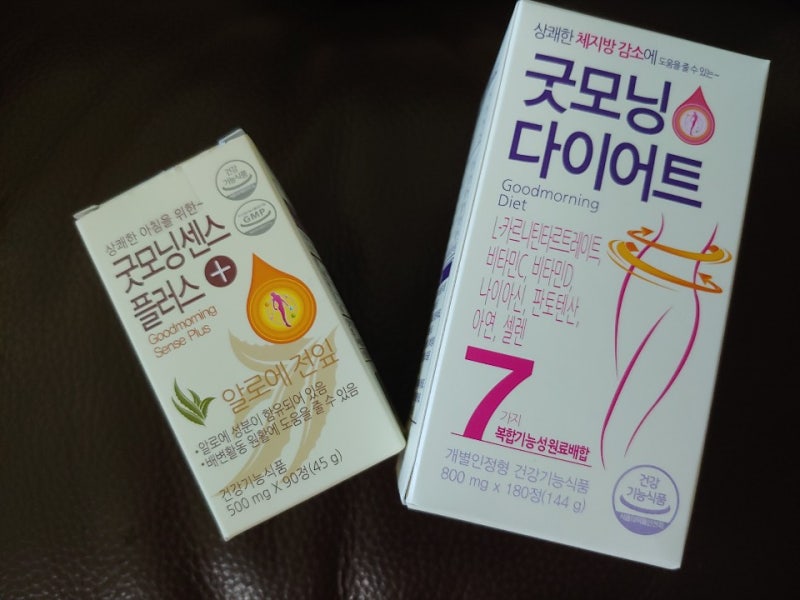 건강
기능식품
GMP
상쾌한 아침을 위한~
굿모닝센스
플러스 +
Goodmorning
Sense Plus
알로에 전잎
• 알로에 성분이 함유되어 있음
• 배변활동 원활에 도움을 줄 수 있음
건강기능식품
500 mg X 90정(45 g)
상쾌한 체지방 감소에 도움을 줄 수 있는~
굿모닝
다이어트
Goodmorning
Diet
L-카르니틴타르트레이트,
비타민C, 비타민D,
나이아신, 판토텐산,
아연, 셀렌
7가지
복합기능성원료배합
개별인정형 건강기능식품
800 mg x 180정(144 g)
건강
기능식품